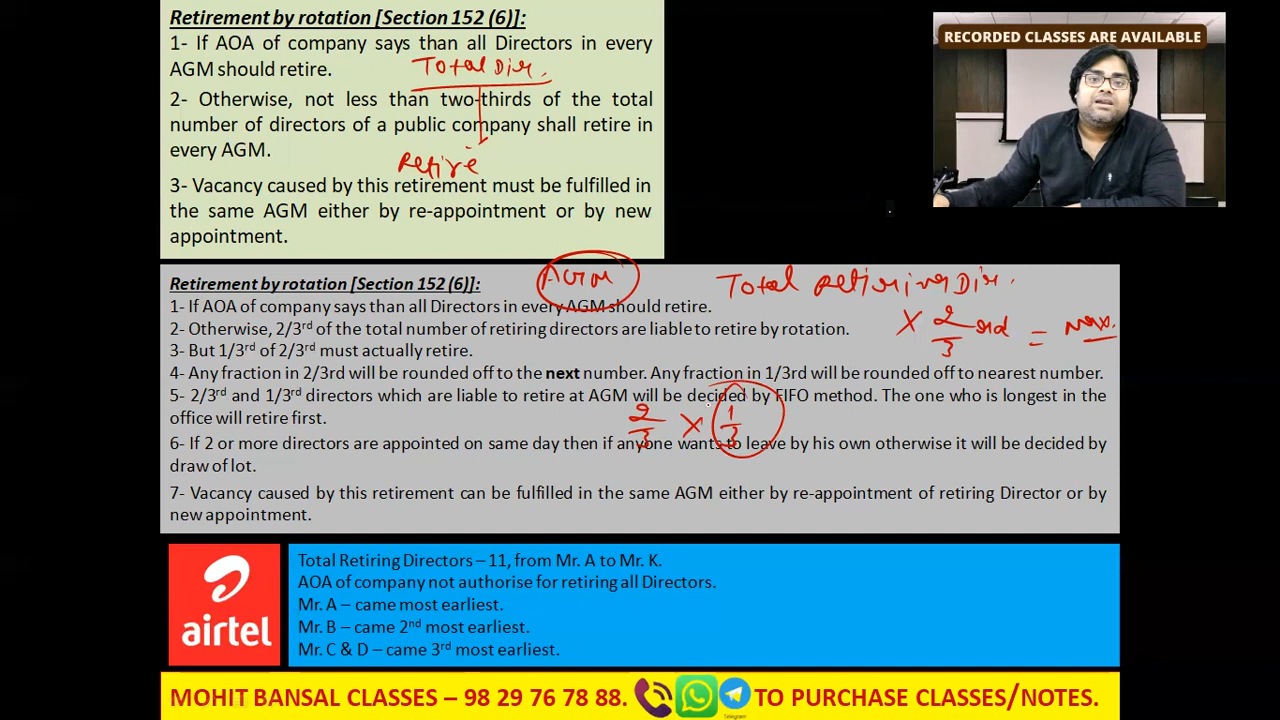 RECORDED CLASSES ARE AVAILABLE
Retirement by rotation [Section 152 (6)]:
1- If AOA of company says than all Directors in every
AGM should retire.
Total Dir.
2- Otherwise, not less than two-thirds of the total
number of directors of a public company shall retire in
every AGM.
Retire
3- Vacancy caused by this retirement must be fulfilled in
the same AGM either by re-appointment or by new
appointment.
Retirement by rotation [Section 152 (6)]:
AGM
Total Retiring Dir.
1- If AOA of company says than all Directors in every AGM should retire.
2- Otherwise, 2/3rd of the total number of retiring directors are liable to retire by rotation.
X 2/3 rd =
3- But 1/3rd of 2/3rd must actually retire.
4- Any fraction in 2/3rd will be rounded off to the next number. Any fraction in 1/3rd will be rounded off to nearest number.
5- 2/3rd and 1/3rd directors which are liable to retire at AGM will be decided by FIFO method. The one who is longest in the
office will retire first.
2/3 X 1/3
6- If 2 or more directors are appointed on same day then if anyone wants to leave by his own otherwise it will be decided by
draw of lot.
7- Vacancy caused by this retirement can be fulfilled in the same AGM either by re-appointment of retiring Director or by
new appointment.
airtel
Total Retiring Directors – 11, from Mr. A to Mr. K.
AOA of company not authorise for retiring all Directors.
Mr. A – came most earliest.
Mr. B – came 2nd most earliest.
Mr. C & D – came 3rd most earliest.
MOHIT BANSAL CLASSES – 98 29 76 78 88. TO PURCHASE CLASSES/NOTES.
Telegram